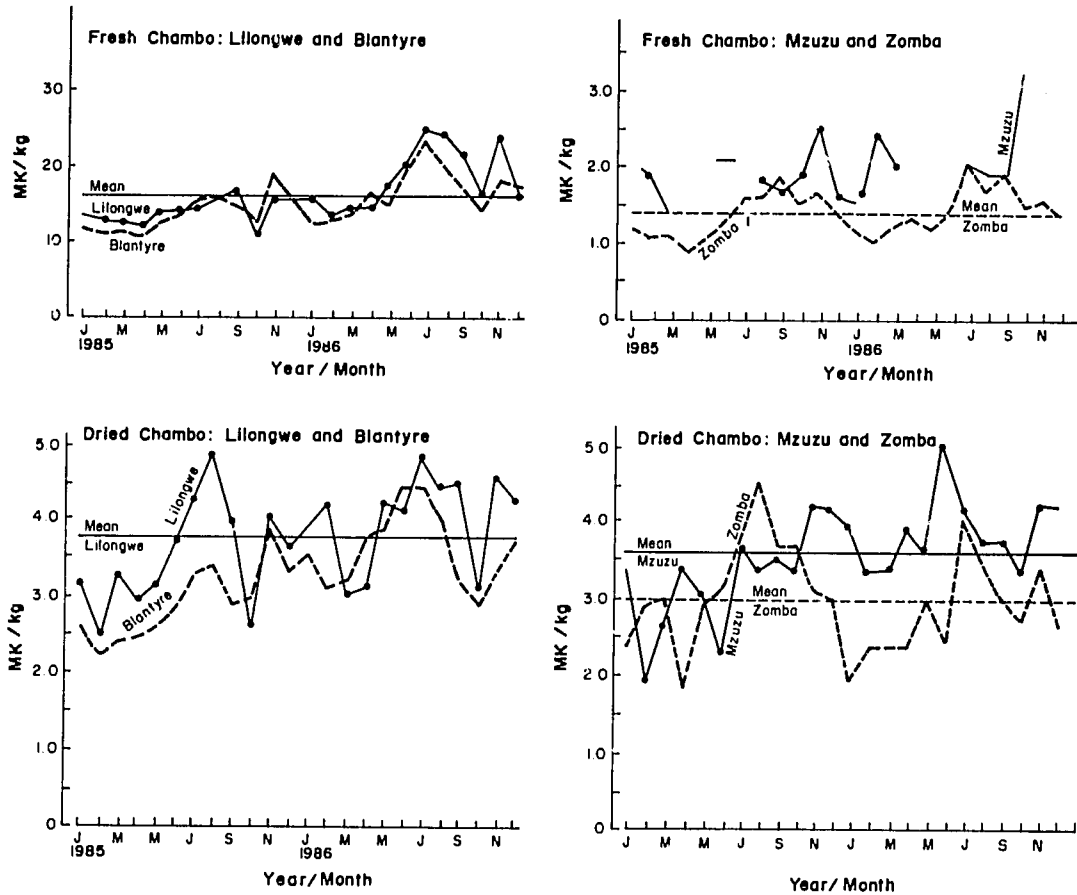 Fresh Chambo: Lilongwe and Blantyre
MK/kg
30
20
10
0
Mean
Lilongwe
Blantyre
J M M J S N J M M J S N
1985 1986
Year/Month
Fresh Chambo: Mzuzu and Zomba
MK/kg
3.0
2.0
1.0
0
Mzuzu
Zomba
Mean
Zomba
J M M J S N J M M J S N
1985 1986
Year/Month
Dried Chambo: Lilongwe and Blantyre
MK/kg
5.0
4.0
3.0
2.0
1.0
0
Lilongwe
Mean
Lilongwe
Blantyre
J M M J S N J M M J S N
1985 1986
Year/Month
Dried Chambo: Mzuzu and Zomba
MK/kg
5.0
4.0
3.0
2.0
1.0
0
Zomba
Mean
Mzuzu
Mean
Zomba
Mzuzu
J M M J S N J M M J S N
Year/Month